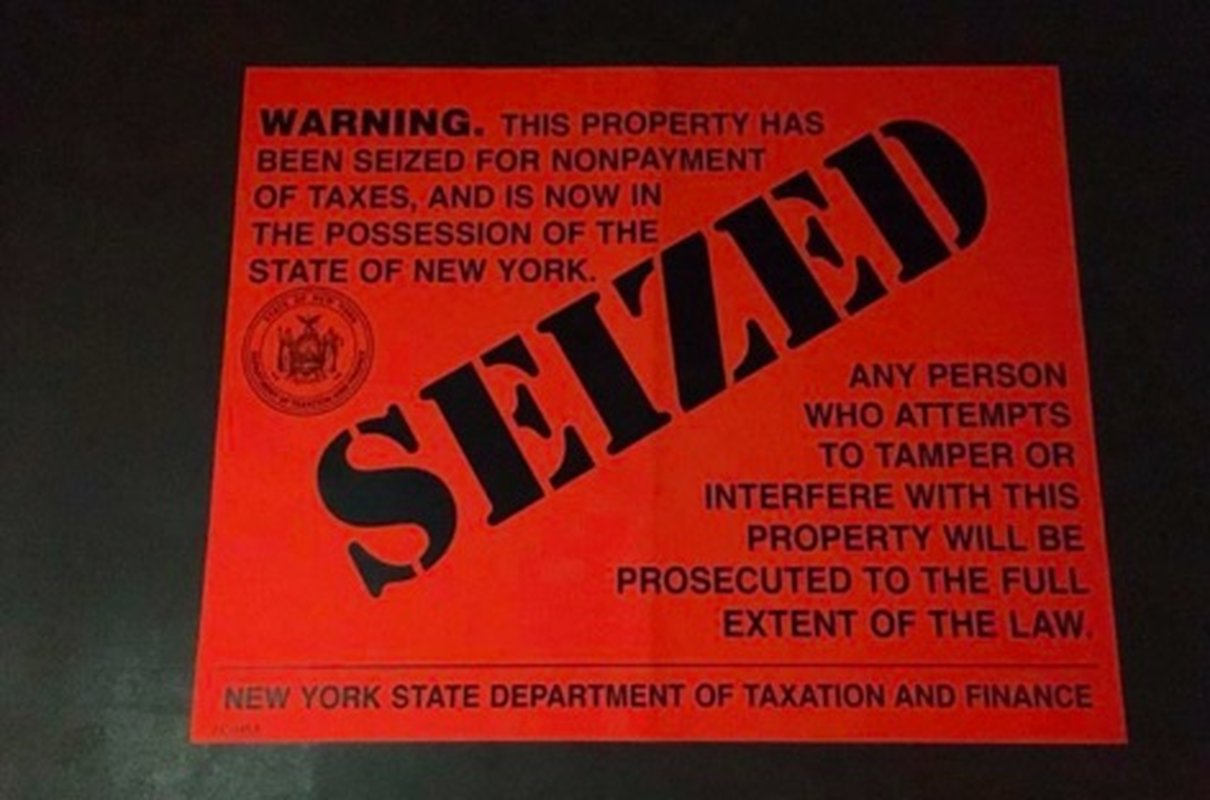 WARNING. THIS PROPERTY HAS
BEEN SEIZED FOR NONPAYMENT
OF TAXES, AND IS NOW IN
THE POSSESSION OF THE
STATE OF NEW YORK.
SEIZED
ANY PERSON
WHO ATTEMPTS
TO TAMPER OR
INTERFERE WITH THIS
PROPERTY WILL BE
PROSECUTED TO THE FULL
EXTENT OF THE LAW.
NEW YORK STATE DEPARTMENT OF TAXATION AND FINANCE